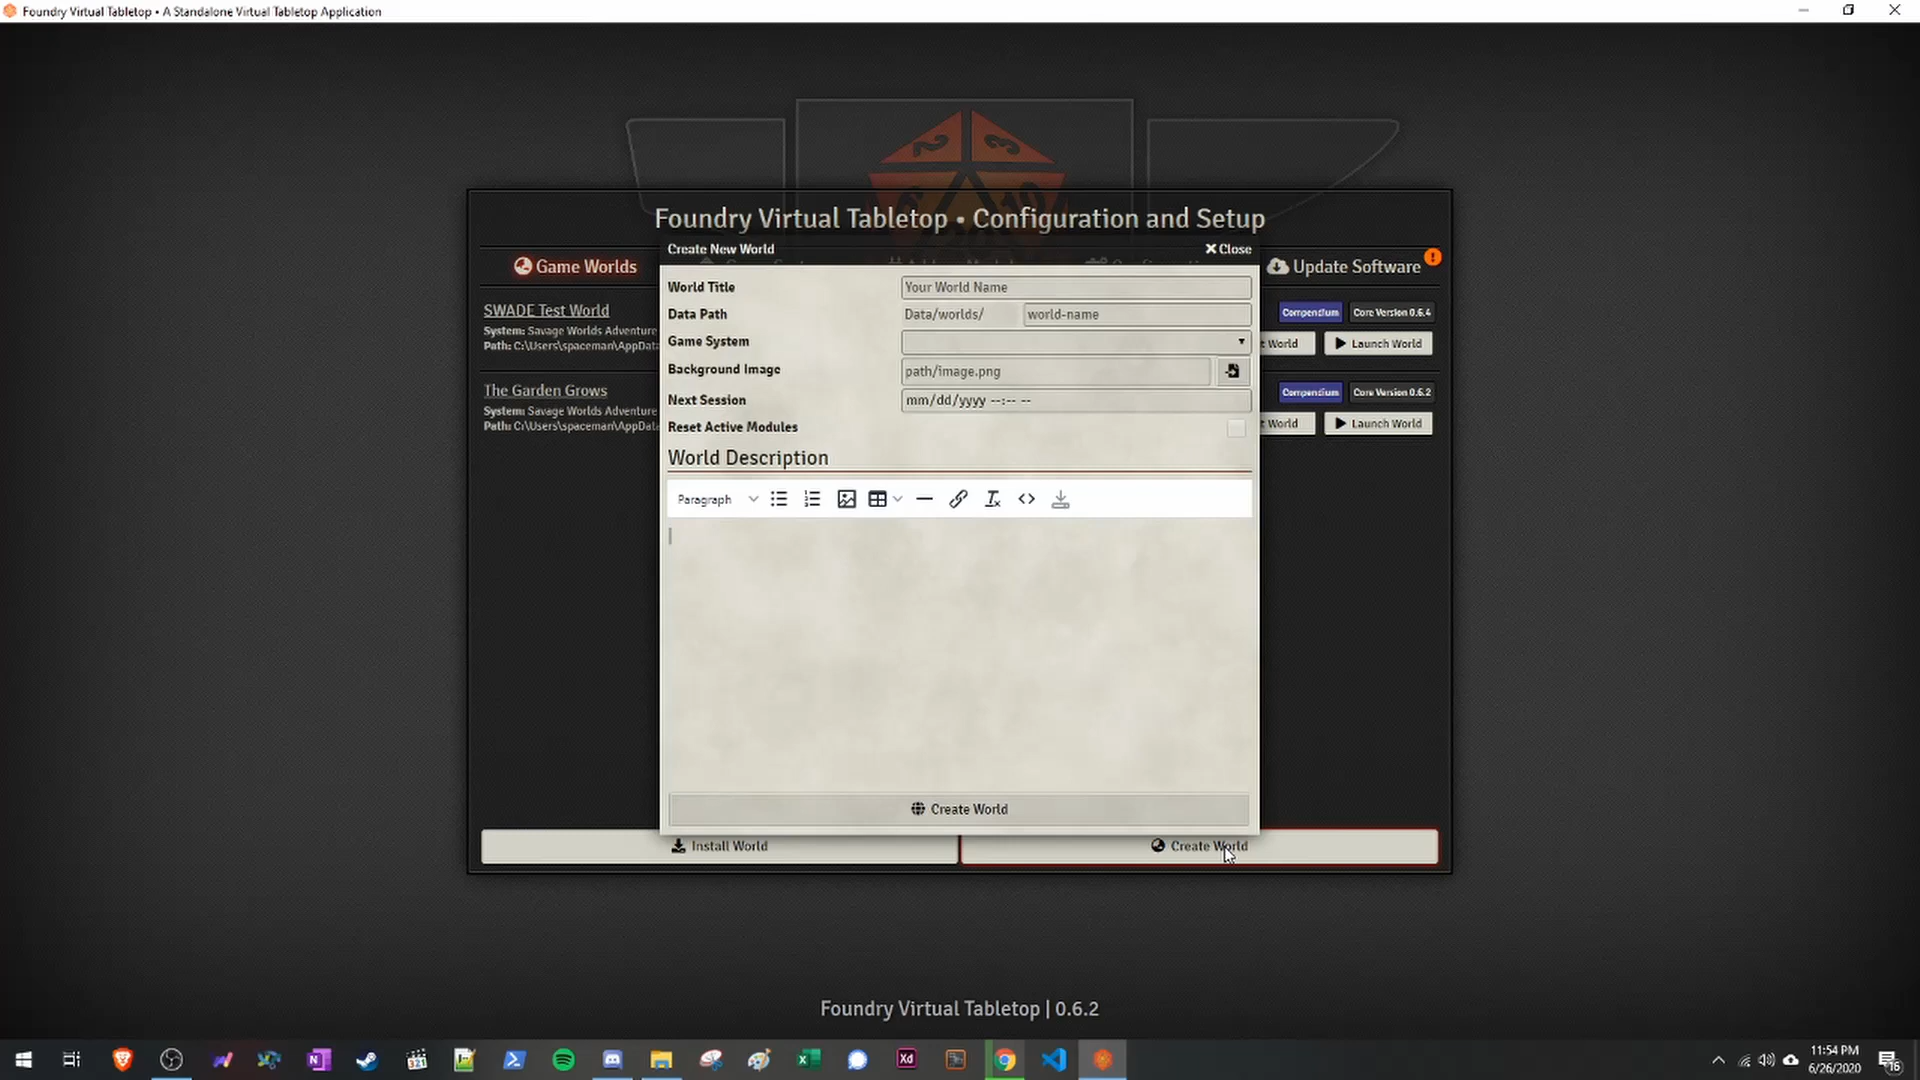 Foundry Virtual Tabletop • A Standalone Virtual Tabletop Application
Foundry Virtual Tabletop • Configuration and Setup
Create New World
Close
Game Worlds
Update Software
World Title
Your World Name
Data Path
Data/worlds/
world-name
Game System
Background Image
path/image.png
Next Session
mm/dd/yyyy --:-- --
Reset Active Modules
World Description
Paragraph
SWADE Test World
System: Savage Worlds Adventure
Path: C:\Users\spaceman\AppData
Compendium
Core Version 0.6.4
World
Launch World
The Garden Grows
System: Savage Worlds Adventure
Path: C:\Users\spaceman\AppData
Compendium
Core Version 0.6.2
World
Launch World
Create World
Install World
Create World
Foundry Virtual Tabletop | 0.6.2
11:54 PM
6/26/2020
16